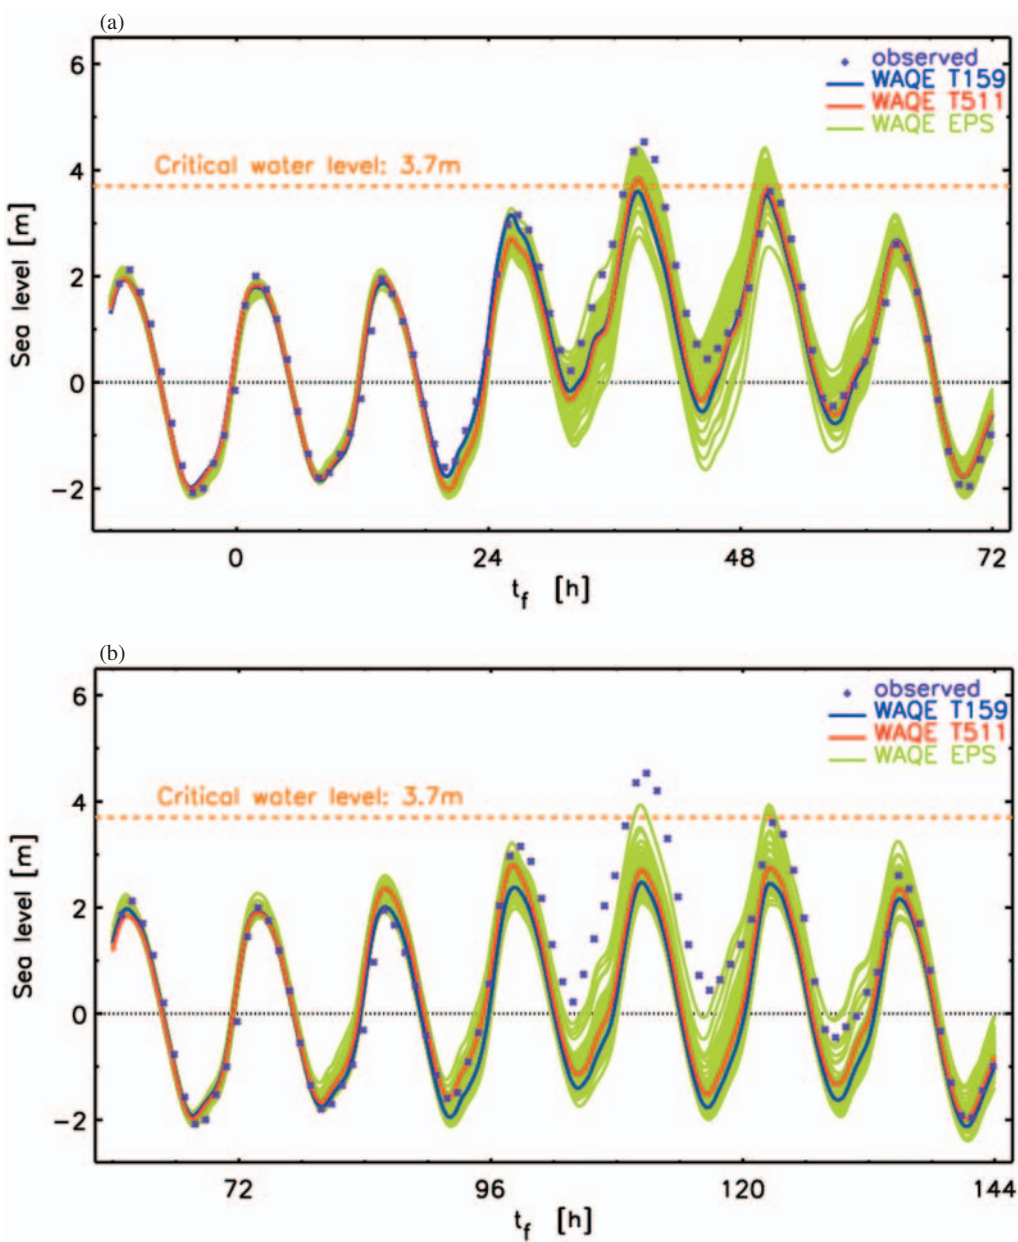 (a)
6
4
2
0
−2
Sea level [m]
observed
WAQE T159
WAQE T511
WAQE EPS
Critical water level: 3.7m
0
24
48
72
t_f [h]
(b)
6
4
2
0
−2
Sea level [m]
observed
WAQE T159
WAQE T511
WAQE EPS
Critical water level: 3.7m
72
96
120
144
t_f [h]